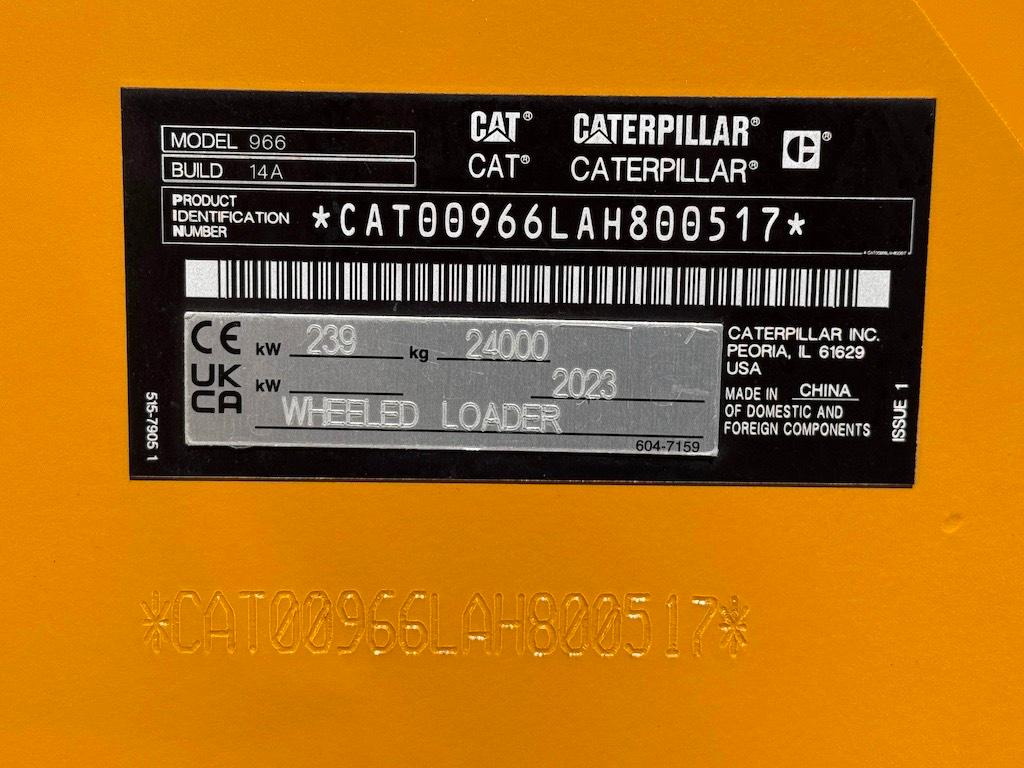 MODEL 966
BUILD 14A
CAT® CATERPILLAR® ®
CAT® CATERPILLAR®
PRODUCT
IDENTIFICATION
NUMBER
*CAT00966LAH800517*
CE kW 239 kg 24000
UK
CA kW 2023
WHEELED LOADER
604-7159
CATERPILLAR INC.
PEORIA, IL 61629
USA
MADE IN CHINA
OF DOMESTIC AND
FOREIGN COMPONENTS
515-7905 1
ISSUE 1
*CAT00966LAH800517*